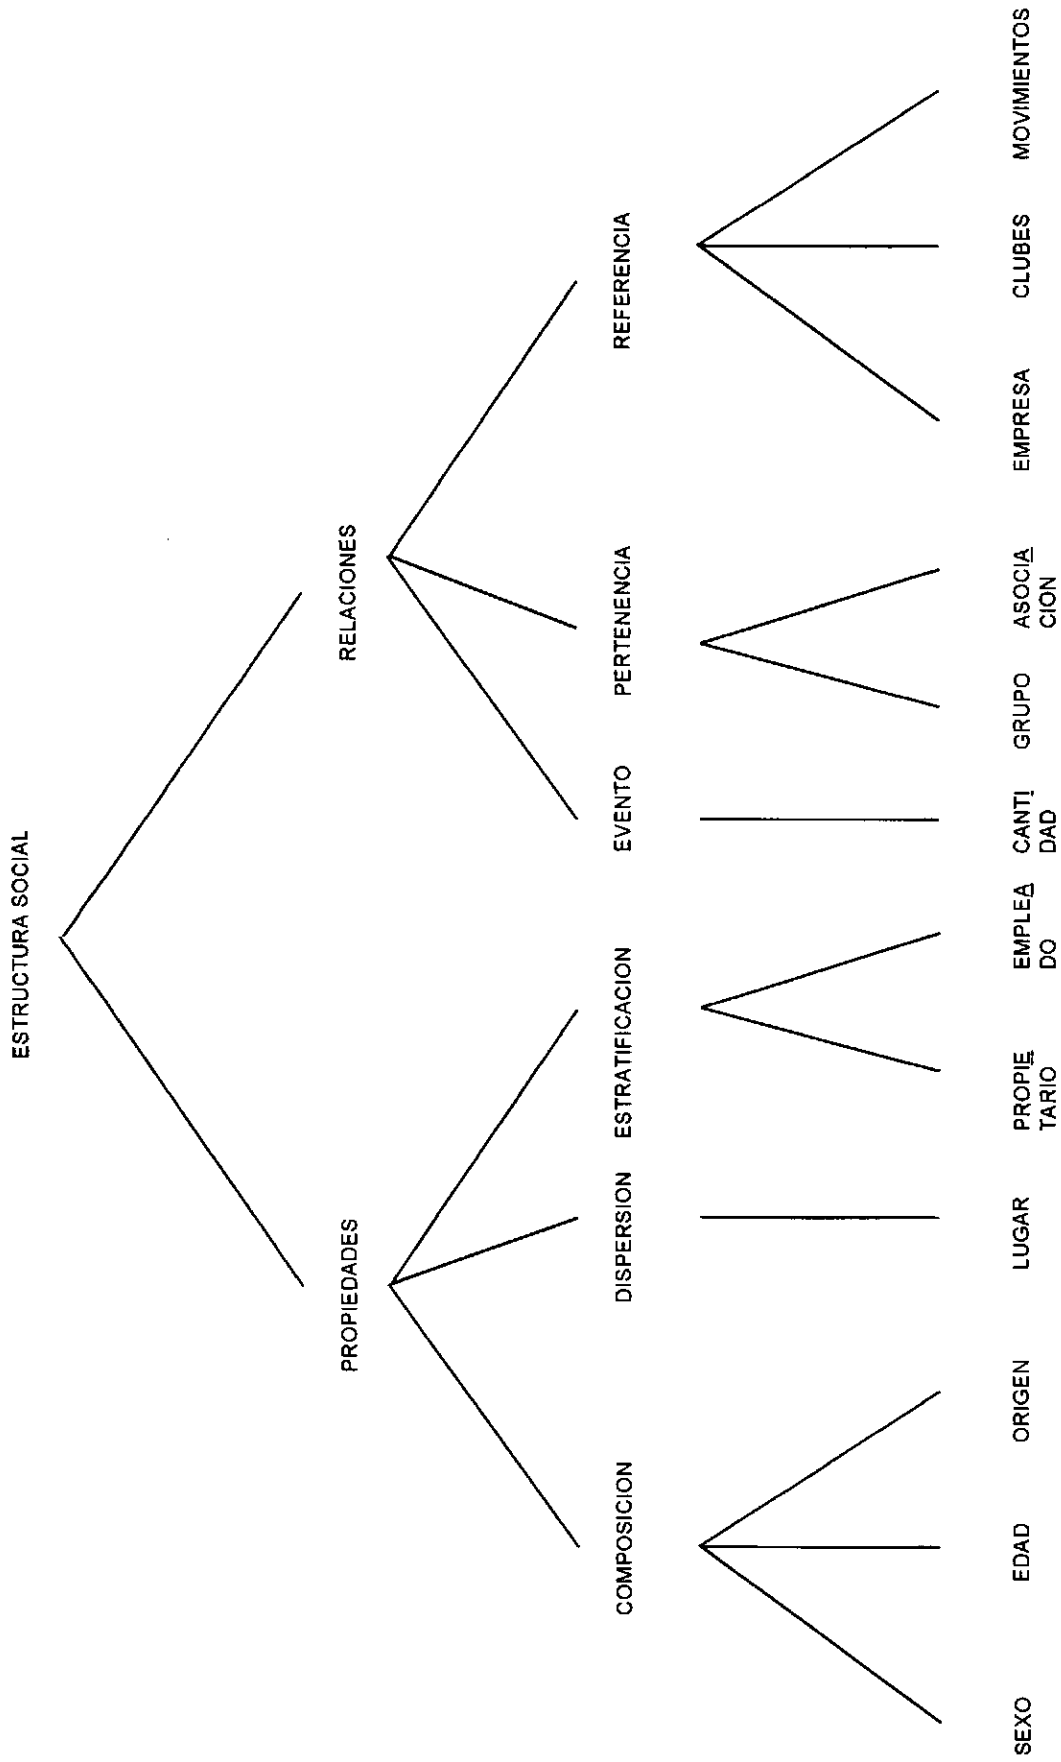 ESTRUCTURA SOCIAL
PROPIEDADES
RELACIONES
COMPOSICION
DISPERSION
ESTRATIFICACION
EVENTO
PERTENENCIA
REFERENCIA
SEXO
EDAD
ORIGEN
LUGAR
PROPIE
TARIO
EMPLEA
DO
CANTI
DAD
GRUPO
ASOCIA
CION
EMPRESA
CLUBES
MOVIMIENTOS